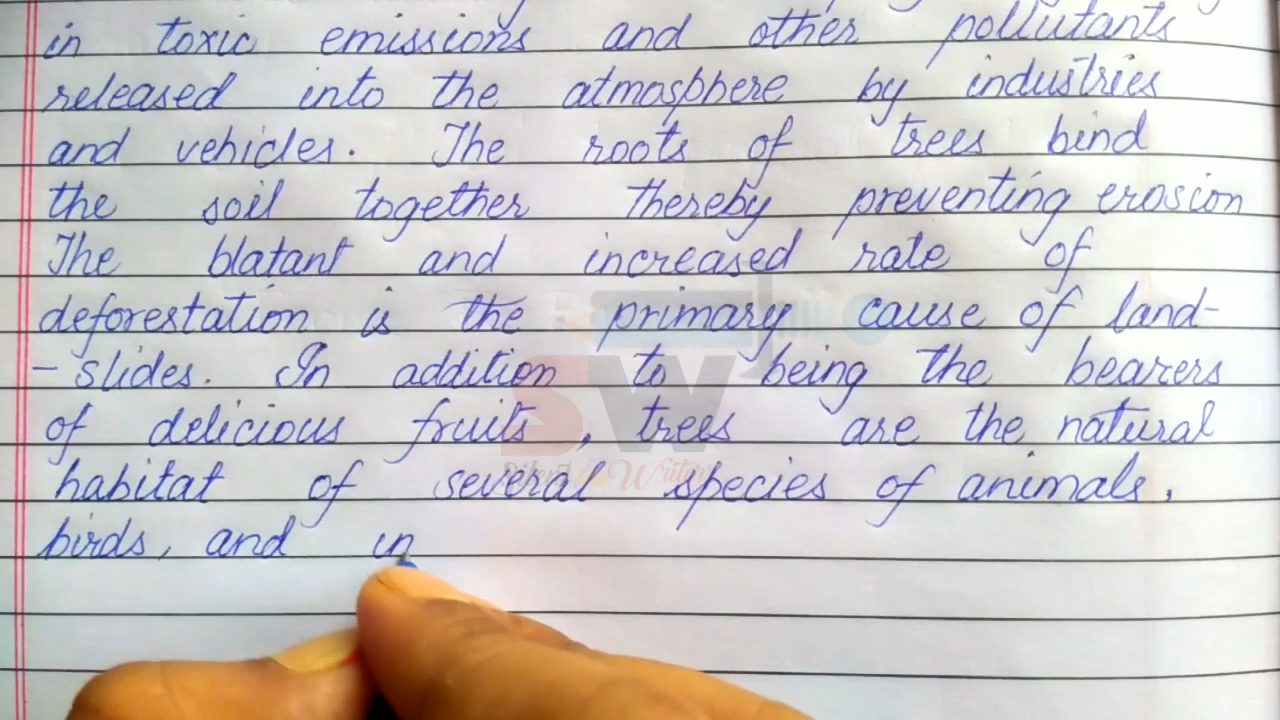 in toxic emissions and other pollutants
released into the atmosphere by industries
and vehicles. The roots of trees bind
the soil together thereby preventing erosion
The blatant and increased rate of
deforestation is the primary cause of land-
- slides. In addition to being the bearers
of delicious fruits, trees are the natural
habitat of several species of animals,
birds, and in
SW